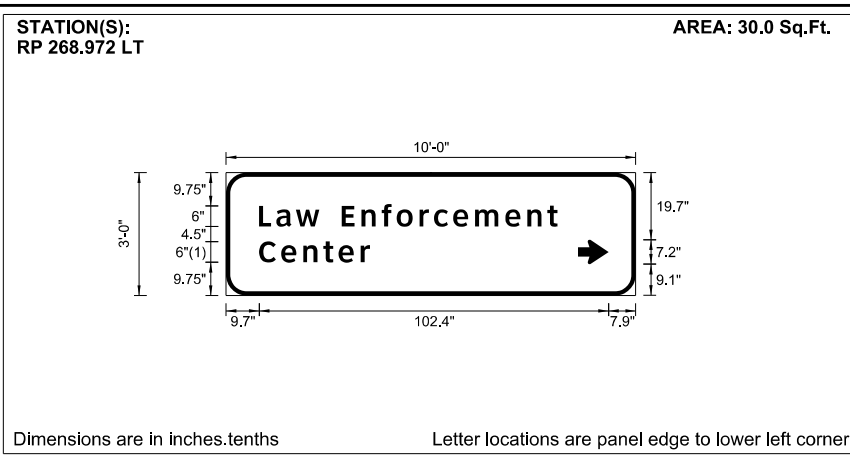 STATION(S):
RP 268.972 LT
AREA: 30.0 Sq.Ft.
10'-0"
3'-0"
9.75"
6"
4.5"
6"(1)
9.75"
Law Enforcement
Center
19.7"
7.2"
9.1"
9.7"
102.4"
7.9"
Dimensions are in inches.tenths
Letter locations are panel edge to lower left corner